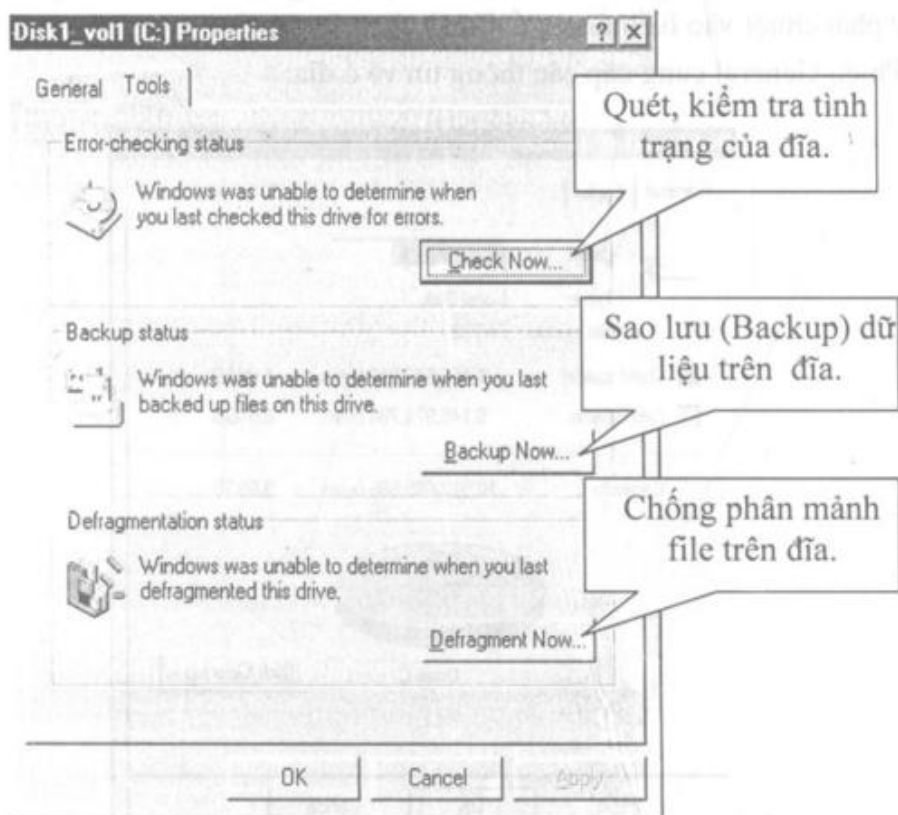 Disk1_vol1 (C:) Properties
General Tools
Quét, kiểm tra tình
trạng của đĩa.
Error-checking status
Windows was unable to determine when
you last checked this drive for errors.
Check Now...
Sao lưu (Backup) dữ
liệu trên đĩa.
Backup status
Windows was unable to determine when you last
backed up files on this drive.
Backup Now...
Chống phân mảnh
file trên đĩa.
Defragmentation status
Windows was unable to determine when you last
defragmented this drive.
Defragment Now...
OK Cancel Apply